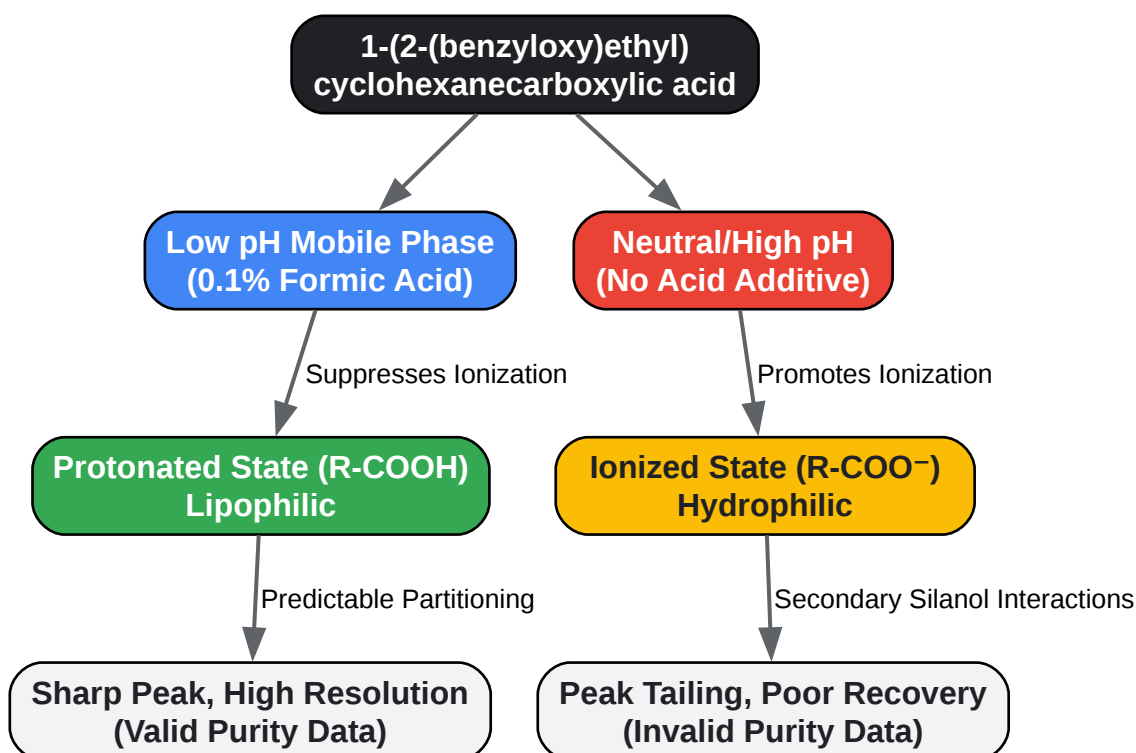 1-(2-(benzyloxy)ethyl)
cyclohexanecarboxylic acid
Low pH Mobile Phase
(0.1% Formic Acid)
Neutral/High pH
(No Acid Additive)
Suppresses Ionization
Promotes Ionization
Protonated State (R-COOH)
Lipophilic
Ionized State (R-COO⁻)
Hydrophilic
Predictable Partitioning
Secondary Silanol Interactions
Sharp Peak, High Resolution
(Valid Purity Data)
Peak Tailing, Poor Recovery
(Invalid Purity Data)